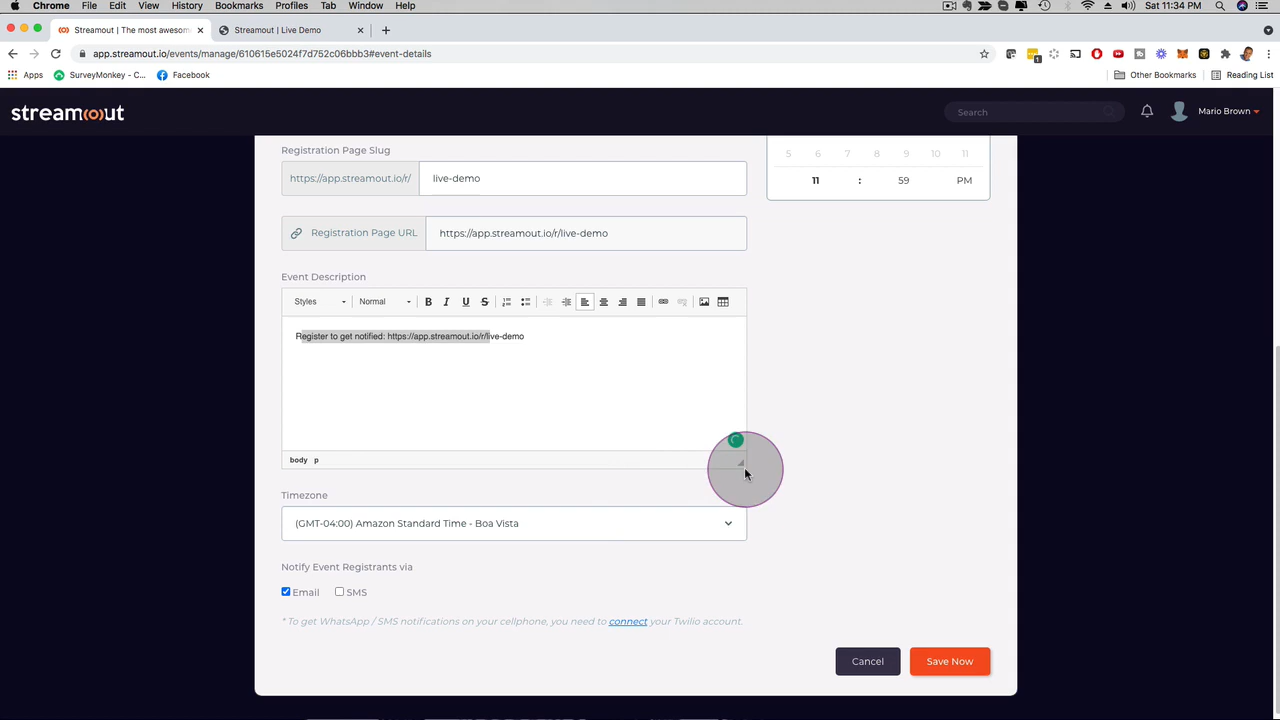 Chrome File Edit View History Bookmarks Profiles Tab Window Help Sat 11:34 PM
Streamout | The most awesom Streamout | Live Demo
app.streamout.io/events/manage/610615e5024f7d752c06bbb3#event-details
Apps SurveyMonkey - C... Facebook Other Bookmarks Reading List
streamout Search Mario Brown
Registration Page Slug
5 6 7 8 9 10 11
https://app.streamout.io/r/ live-demo
11 : 59 PM
Registration Page URL https://app.streamout.io/r/live-demo
Event Description
Styles Normal B I U S
Register to get notified: https://app.streamout.io/r/live-demo
body p
Timezone
(GMT-04:00) Amazon Standard Time - Boa Vista
Notify Event Registrants via
Email SMS
* To get WhatsApp / SMS notifications on your cellphone, you need to connect your Twilio account.
Cancel Save Now